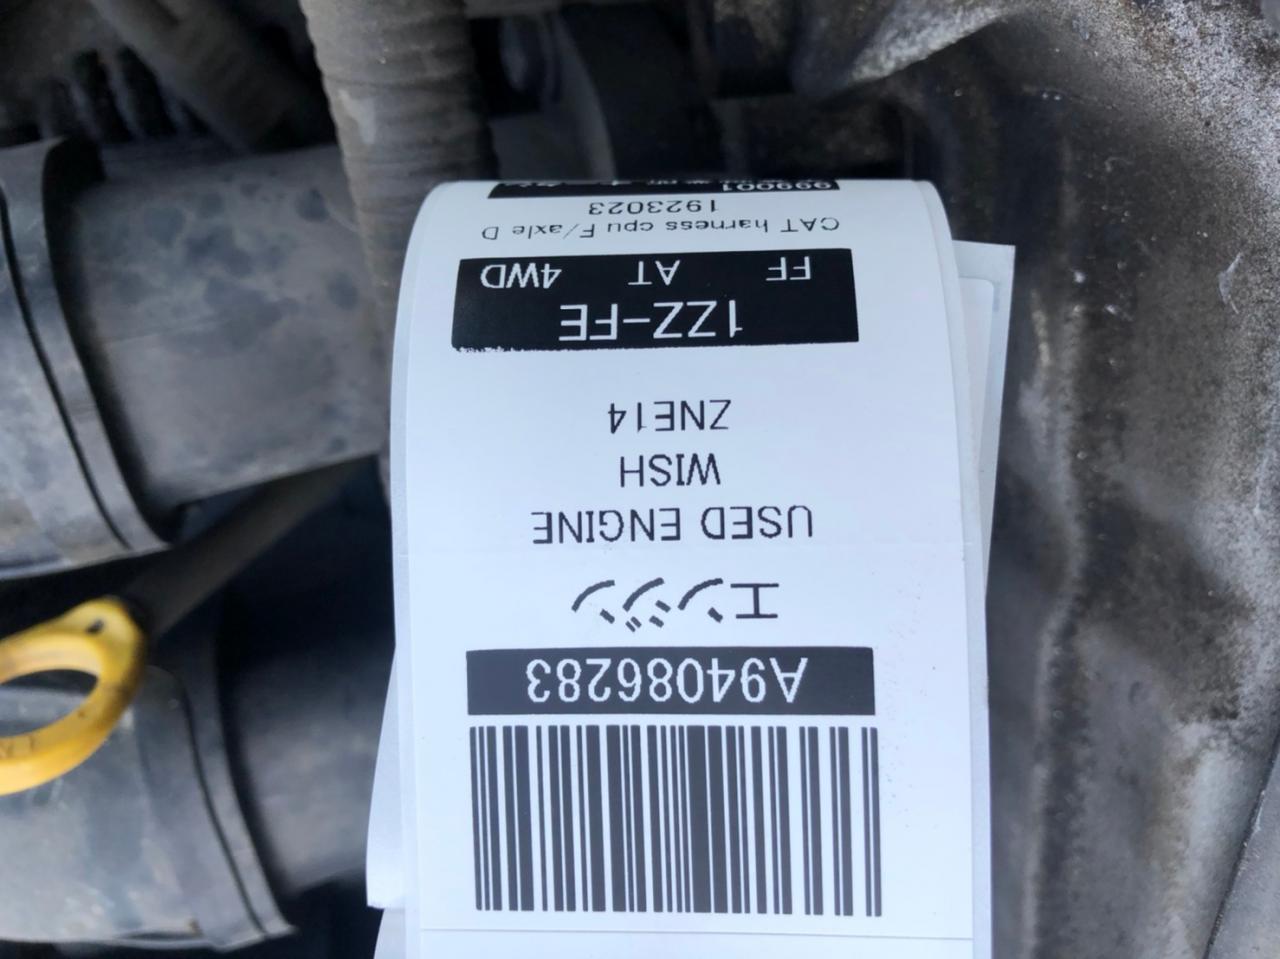 A94086283
エンジン
USED ENGINE
WISH
ZNE14
1ZZ-FE
FF AT 4WD
CAT harness cpu F/axle D
1923023
999001